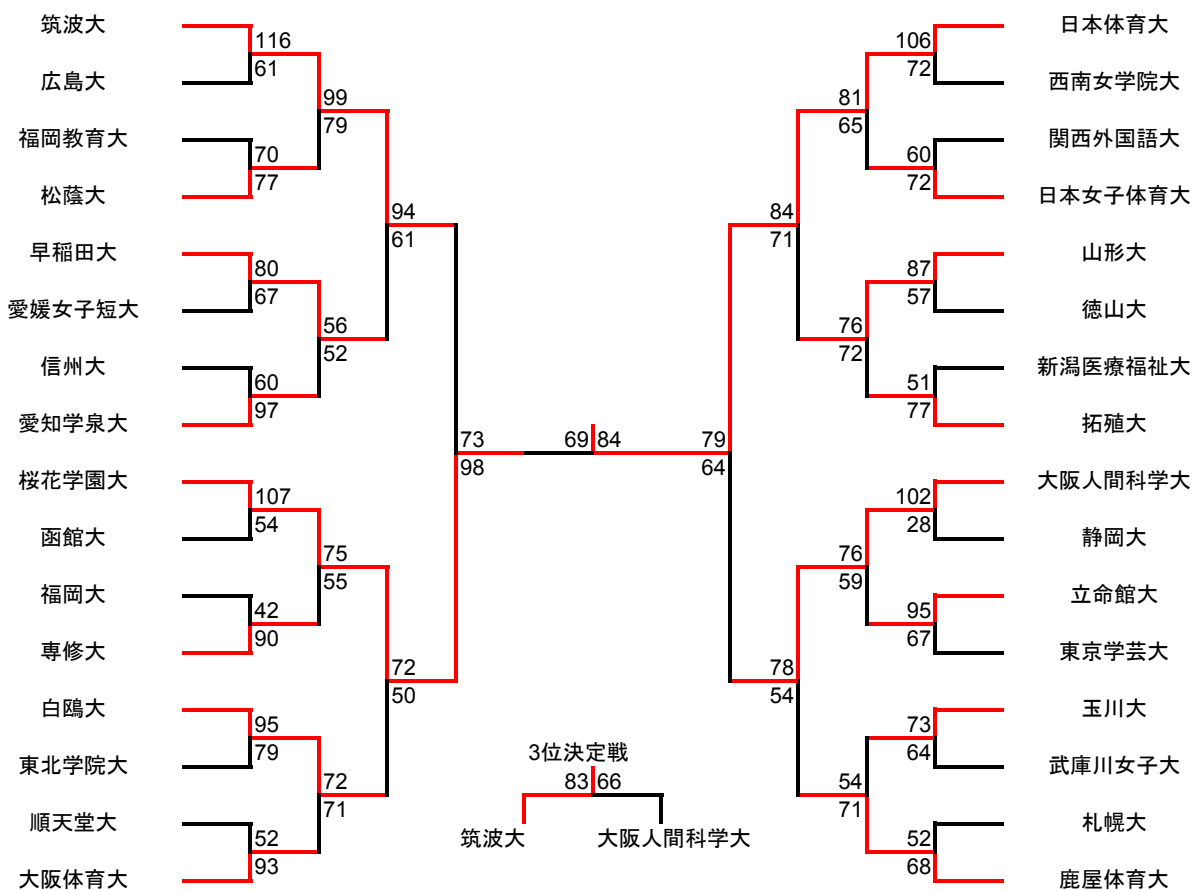 筑波大
116
61
広島大
99
79
福岡教育大
70
77
松蔭大
94
61
早稲田大
80
67
愛媛女子短大
56
52
信州大
60
97
愛知学泉大
73
98
桜花学園大
107
54
函館大
75
55
福岡大
42
90
専修大
72
50
白鴎大
95
79
東北学院大
72
71
順天堂大
52
93
大阪体育大
69 84
3位決定戦
83 66
筑波大 大阪人間科学大
日本体育大
106
72
西南女学院大
81
65
関西外国語大
60
72
日本女子体育大
84
71
山形大
87
57
徳山大
76
72
新潟医療福祉大
51
77
拓殖大
79
64
大阪人間科学大
102
28
静岡大
76
59
立命館大
95
67
東京学芸大
78
54
玉川大
73
64
武庫川女子大
54
71
札幌大
52
68
鹿屋体育大